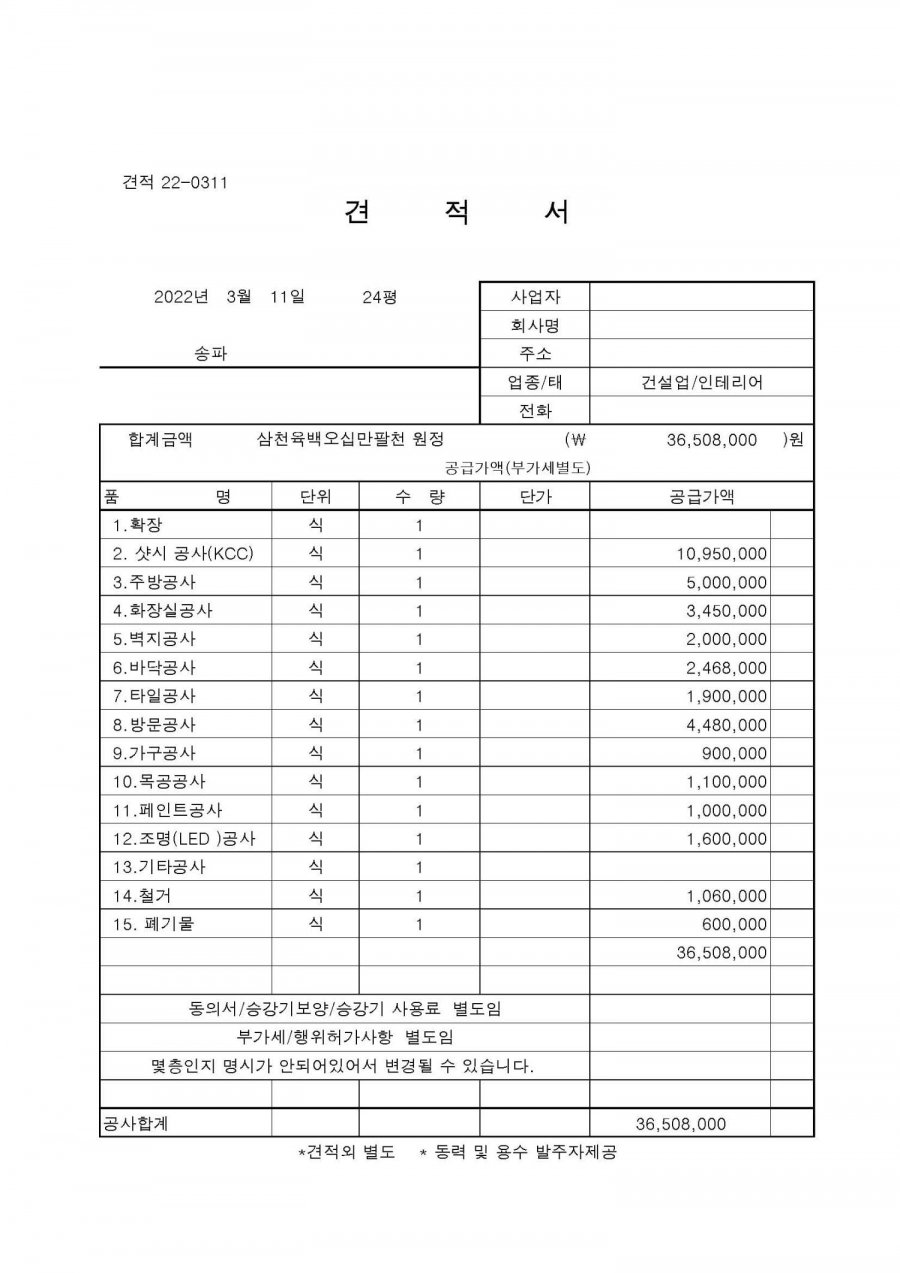 견적 22-0311
견 적 서
2022년 3월 11일 24평
사업자
회사명
송파
주소
업종/태 건설업/인테리어
전화
합계금액 삼천육백오십만팔천 원정 (₩ 36,508,000 )원
공급가액(부가세별도)
품 명 단위 수 량 단가 공급가액
1.확장 식 1
2. 샷시 공사(KCC) 식 1 10,950,000
3.주방공사 식 1 5,000,000
4.화장실공사 식 1 3,450,000
5.벽지공사 식 1 2,000,000
6.바닥공사 식 1 2,468,000
7.타일공사 식 1 1,900,000
8.방문공사 식 1 4,480,000
9.가구공사 식 1 900,000
10.목공공사 식 1 1,100,000
11.페인트공사 식 1 1,000,000
12.조명(LED )공사 식 1 1,600,000
13.기타공사 식 1
14.철거 식 1 1,060,000
15. 폐기물 식 1 600,000
36,508,000
동의서/승강기보양/승강기 사용료 별도임
부가세/행위허가사항 별도임
몇층인지 명시가 안되어있어서 변경될 수 있습니다.
공사합계 36,508,000
*견적외 별도 * 동력 및 용수 발주자제공